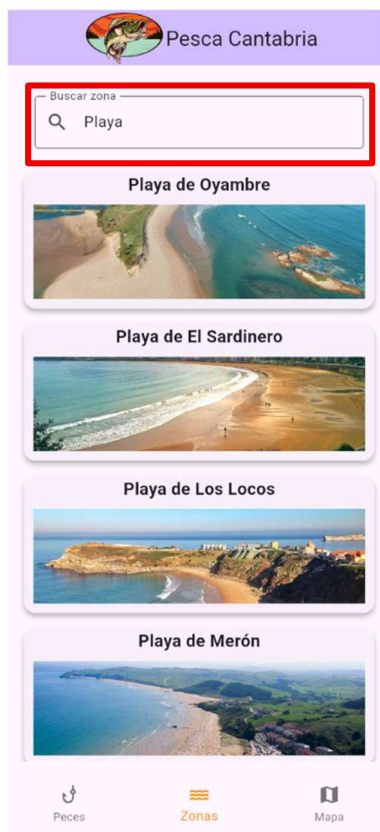 Pesca Cantabria
Buscar zona
Playa
Playa de Oyambre
Playa de El Sardinero
Playa de Los Locos
Playa de Merón
Peces
Zonas
Mapa